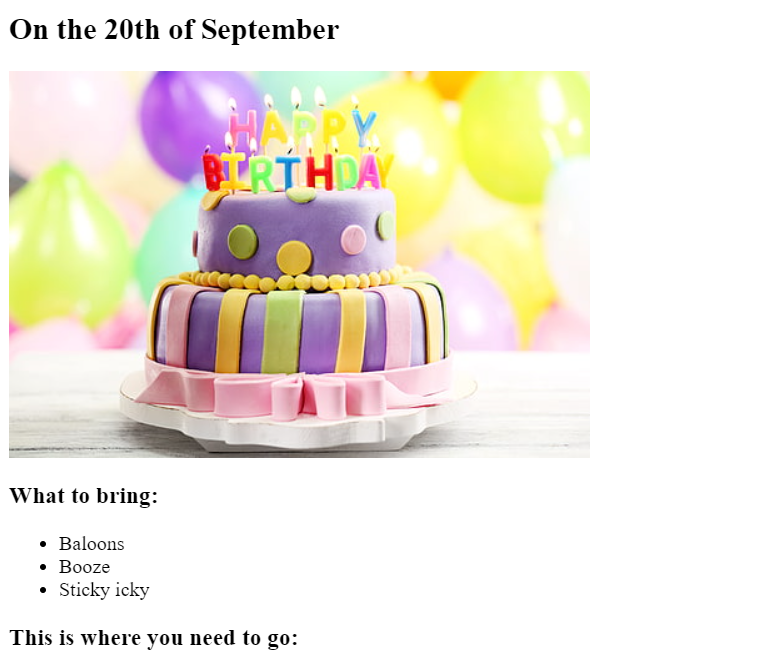 On the 20th of September
HAPPY
BIRTHDAY
What to bring:
Baloons
Booze
Sticky icky
This is where you need to go: